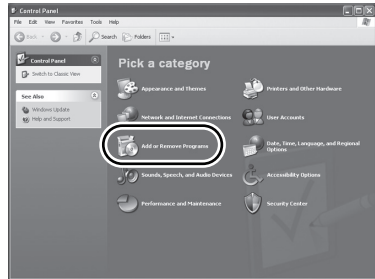 Control Panel
File Edit View Favorites Tools Help
Back Search Folders
Control Panel
Switch to Classic View
See Also
Windows Update
Help and Support
Pick a category
Appearance and Themes
Printers and Other Hardware
Network and Internet Connections
User Accounts
Add or Remove Programs
Date, Time, Language, and Regional
Options
Sounds, Speech, and Audio Devices
Accessibility Options
Performance and Maintenance
Security Center